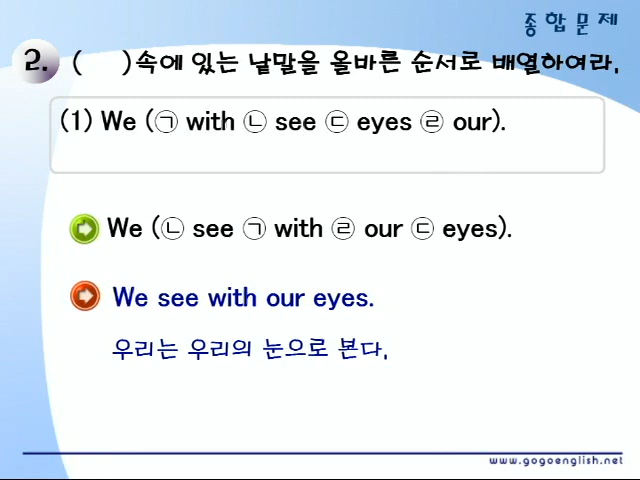 종합문제
2. (    )속에 있는 낱말을 올바른 순서로 배열하여라.
(1) We (㉠ with ㉡ see ㉢ eyes ㉣ our).
We (㉡ see ㉠ with ㉣ our ㉢ eyes).
We see with our eyes.
우리는 우리의 눈으로 본다.
www.gogoenglish.net